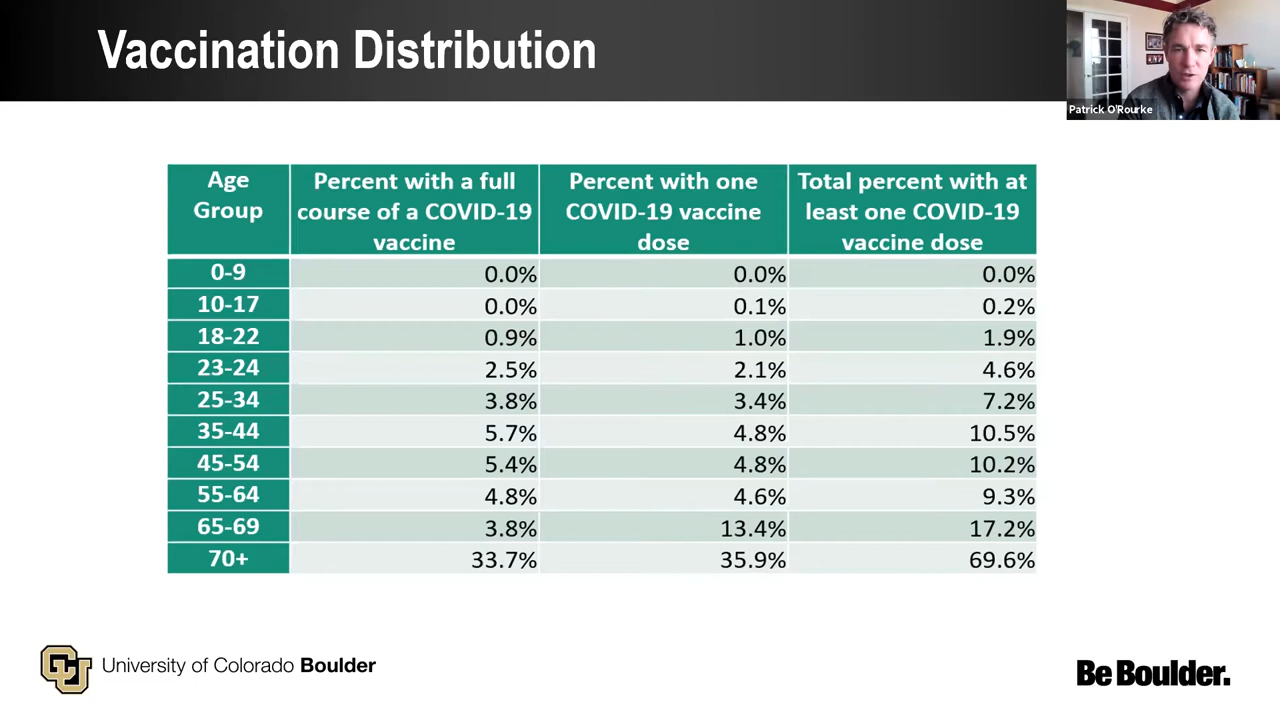 Vaccination Distribution
Patrick O'Rourke
Age Group
Percent with a full course of a COVID-19 vaccine
Percent with one COVID-19 vaccine dose
Total percent with at least one COVID-19 vaccine dose
0-9 0.0% 0.0% 0.0%
10-17 0.0% 0.1% 0.2%
18-22 0.9% 1.0% 1.9%
23-24 2.5% 2.1% 4.6%
25-34 3.8% 3.4% 7.2%
35-44 5.7% 4.8% 10.5%
45-54 5.4% 4.8% 10.2%
55-64 4.8% 4.6% 9.3%
65-69 3.8% 13.4% 17.2%
70+ 33.7% 35.9% 69.6%
CU University of Colorado Boulder
Be Boulder.